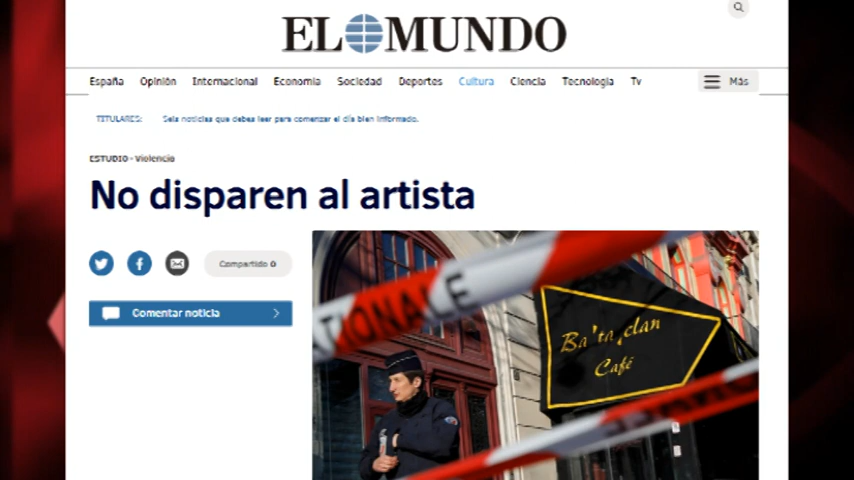 EL MUNDO
España Opinión Internacional Economía Sociedad Deportes Cultura Ciencia Tecnología Tv Más
TITULARES: Seis noticias que debes leer para comenzar el día bien informado.
ESTUDIO - Violencia
No disparen al artista
Compartido 0
Comentar noticia
TIONALE
Ba'ta'clan
Café